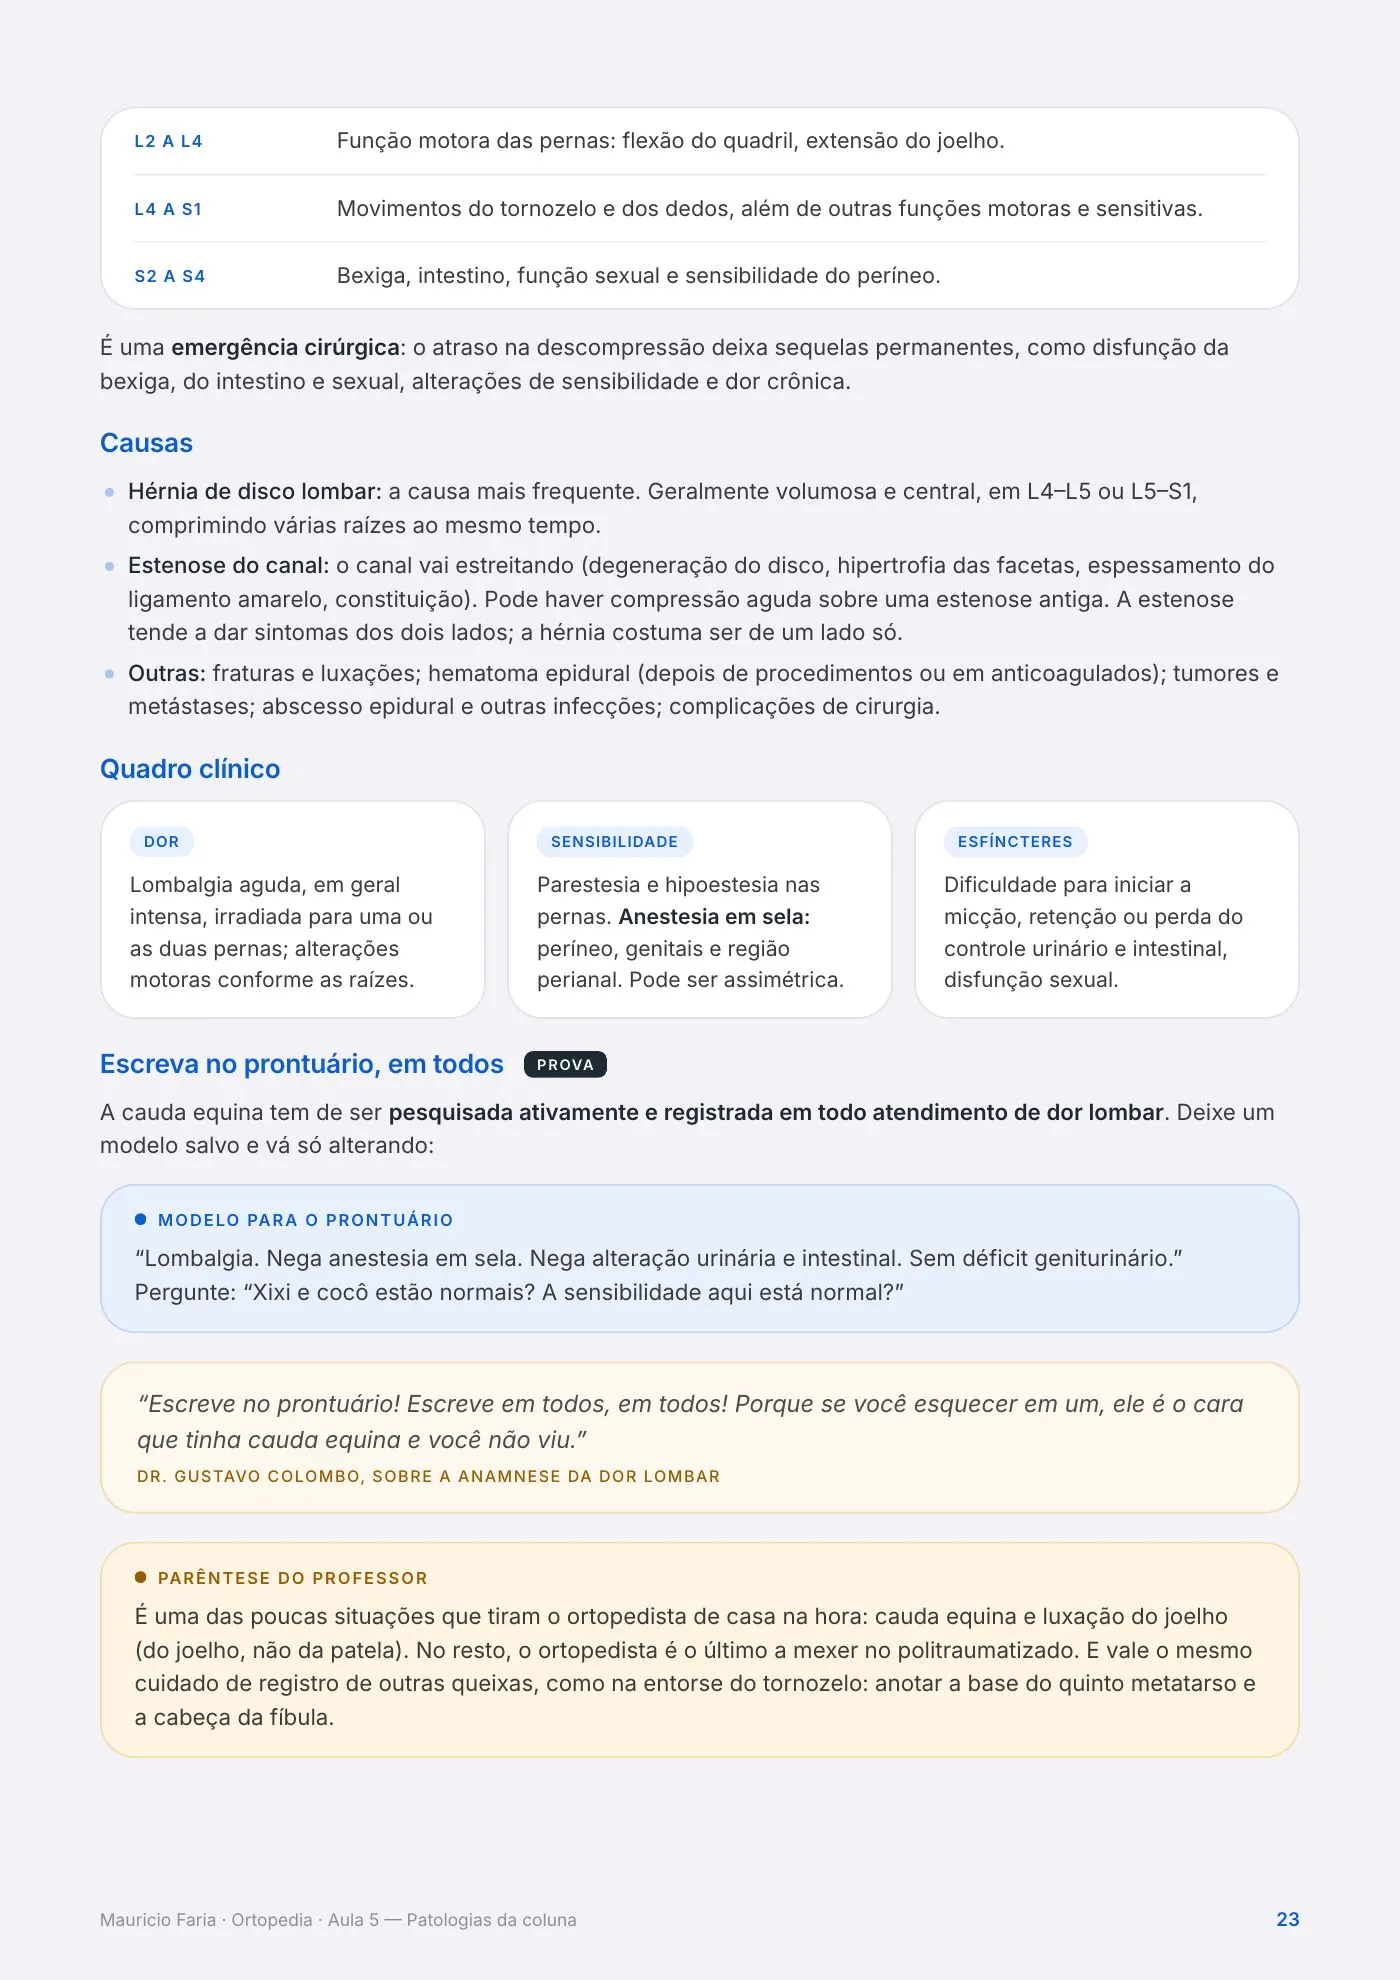 L2 A L4 Função motora das pernas: flexão do quadril, extensão do joelho.
L4 A S1 Movimentos do tornozelo e dos dedos, além de outras funções motoras e sensitivas.
S2 A S4 Bexiga, intestino, função sexual e sensibilidade do períneo.
É uma emergência cirúrgica: o atraso na descompressão deixa sequelas permanentes, como disfunção da
bexiga, do intestino e sexual, alterações de sensibilidade e dor crônica.
Causas
Hérnia de disco lombar: a causa mais frequente. Geralmente volumosa e central, em L4–L5 ou L5–S1,
comprimindo várias raízes ao mesmo tempo.
Estenose do canal: o canal vai estreitando (degeneração do disco, hipertrofia das facetas, espessamento do
ligamento amarelo, constituição). Pode haver compressão aguda sobre uma estenose antiga. A estenose
tende a dar sintomas dos dois lados; a hérnia costuma ser de um lado só.
Outras: fraturas e luxações; hematoma epidural (depois de procedimentos ou em anticoagulados); tumores e
metástases; abscesso epidural e outras infecções; complicações de cirurgia.
Quadro clínico
DOR
Lombalgia aguda, em geral
intensa, irradiada para uma ou
as duas pernas; alterações
motoras conforme as raízes.
SENSIBILIDADE
Parestesia e hipoestesia nas
pernas. Anestesia em sela:
períneo, genitais e região
perianal. Pode ser assimétrica.
ESFÍNCTERES
Dificuldade para iniciar a
micção, retenção ou perda do
controle urinário e intestinal,
disfunção sexual.
Escreva no prontuário, em todos PROVA
A cauda equina tem de ser pesquisada ativamente e registrada em todo atendimento de dor lombar. Deixe um
modelo salvo e vá só alterando:
MODELO PARA O PRONTUÁRIO
“Lombalgia. Nega anestesia em sela. Nega alteração urinária e intestinal. Sem déficit geniturinário.”
Pergunte: “Xixi e cocô estão normais? A sensibilidade aqui está normal?”
“Escreve no prontuário! Escreve em todos, em todos! Porque se você esquecer em um, ele é o cara
que tinha cauda equina e você não viu.”
DR. GUSTAVO COLOMBO, SOBRE A ANAMNESE DA DOR LOMBAR
PARÊNTESE DO PROFESSOR
É uma das poucas situações que tiram o ortopedista de casa na hora: cauda equina e luxação do joelho
(do joelho, não da patela). No resto, o ortopedista é o último a mexer no politraumatizado. E vale o mesmo
cuidado de registro de outras queixas, como na entorse do tornozelo: anotar a base do quinto metatarso e
a cabeça da fíbula.
Mauricio Faria · Ortopedia · Aula 5 — Patologias da coluna 23